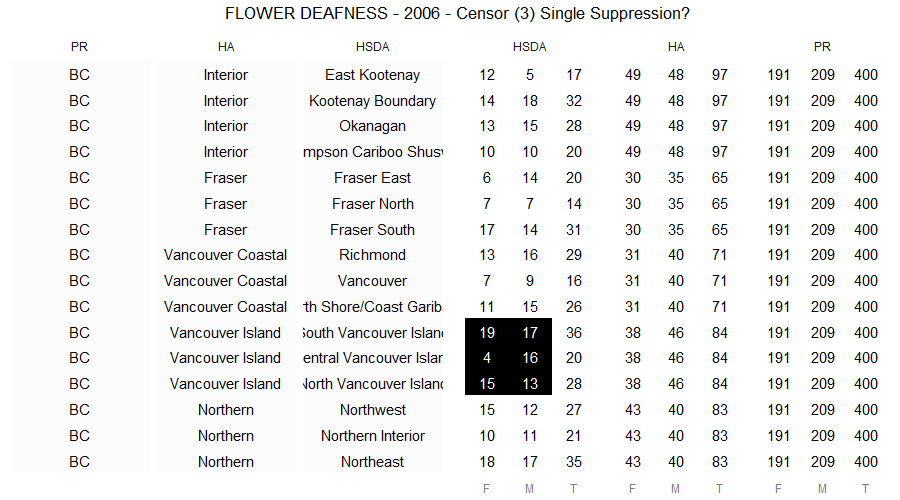 FLOWER DEAFNESS - 2006 - Censor (3) Single Suppression?
PR HA HSDA HSDA HA PR
BC Interior East Kootenay 12 5 17 49 48 97 191 209 400
BC Interior Kootenay Boundary 14 18 32 49 48 97 191 209 400
BC Interior Okanagan 13 15 28 49 48 97 191 209 400
BC Interior mpson Cariboo Shusw 10 10 20 49 48 97 191 209 400
BC Fraser Fraser East 6 14 20 30 35 65 191 209 400
BC Fraser Fraser North 7 7 14 30 35 65 191 209 400
BC Fraser Fraser South 17 14 31 30 35 65 191 209 400
BC Vancouver Coastal Richmond 13 16 29 31 40 71 191 209 400
BC Vancouver Coastal Vancouver 7 9 16 31 40 71 191 209 400
BC Vancouver Coastal rth Shore/Coast Garib 11 15 26 31 40 71 191 209 400
BC Vancouver Island South Vancouver Island 19 17 36 38 46 84 191 209 400
BC Vancouver Island entral Vancouver Islan 4 16 20 38 46 84 191 209 400
BC Vancouver Island North Vancouver Island 15 13 28 38 46 84 191 209 400
BC Northern Northwest 15 12 27 43 40 83 191 209 400
BC Northern Northern Interior 10 11 21 43 40 83 191 209 400
BC Northern Northeast 18 17 35 43 40 83 191 209 400
F M T F M T F M T